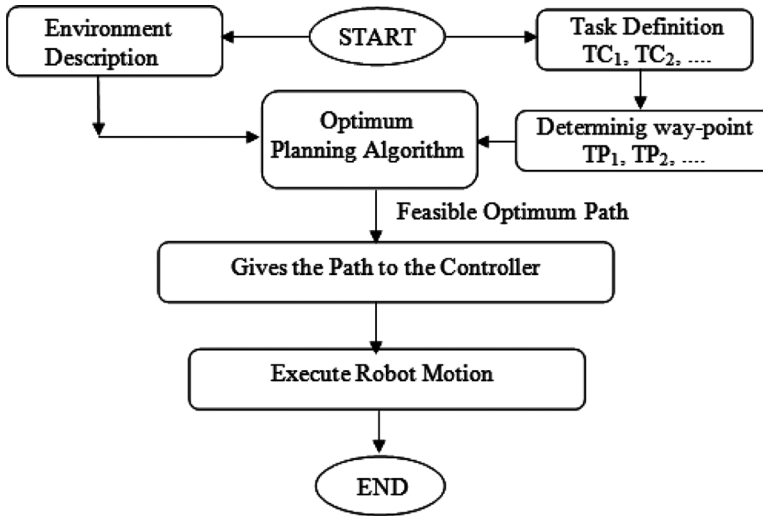 START
Environment
Description
Task Definition
TC₁, TC₂, ....
Optimum
Planning Algorithm
Determinig way-point
TP₁, TP₂, ....
Feasible Optimum Path
Gives the Path to the Controller
Execute Robot Motion
END